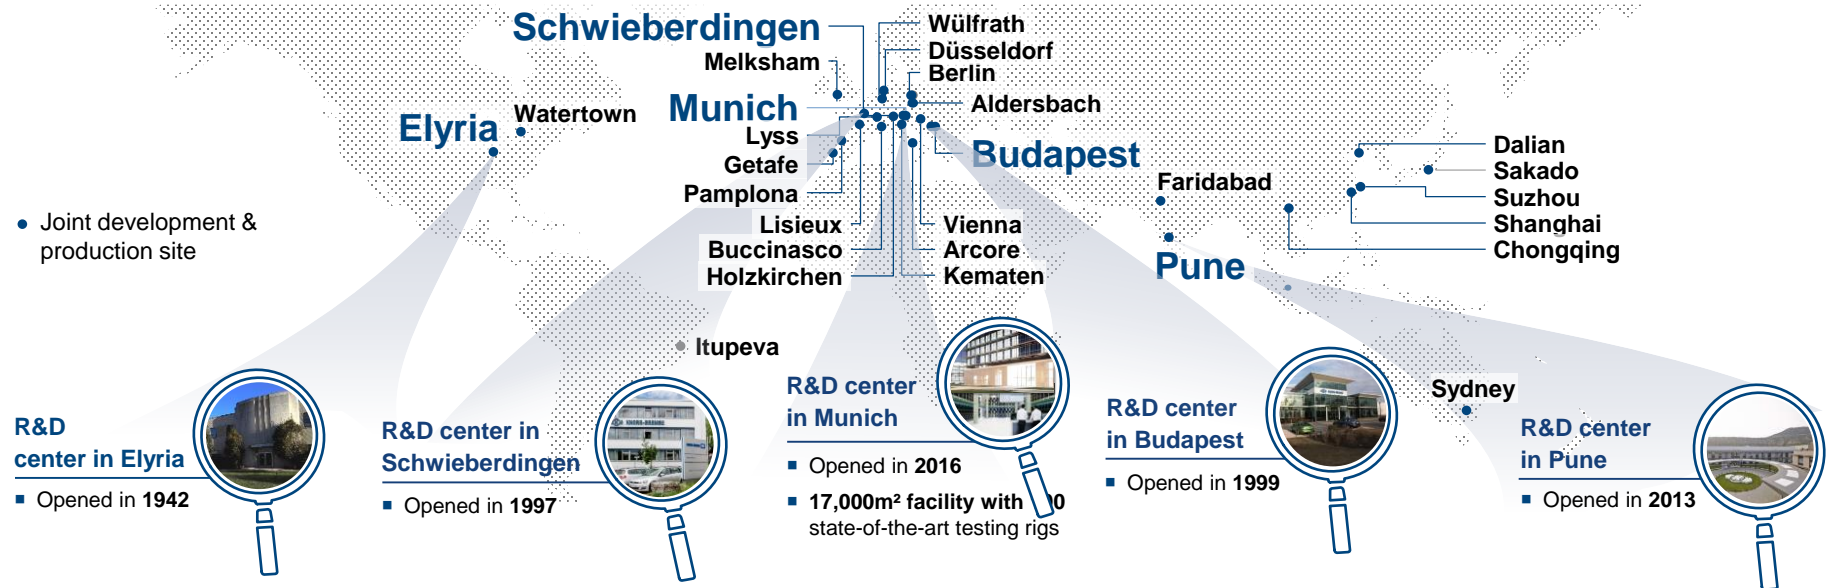 Schwieberdingen
Melksham
Munich
Lyss
Getafe
Pamplona
Lisieux
Buccinasco
Holzkirchen
Wülfrath
Düsseldorf
Berlin
Aldersbach
Budapest
Vienna
Arcore
Kematen
Watertown
Elyria
Faridabad
Pune
Dalian
Sakado
Suzhou
Shanghai
Chongqing
Joint development &
production site
Itupeva
Sydney
R&D
center in Elyria
Opened in 1942
R&D center in
Schwieberdingen
Opened in 1997
R&D center
in Munich
Opened in 2016
17,000m² facility with
state-of-the-art testing rigs
R&D center
in Budapest
Opened in 1999
R&D center
in Pune
Opened in 2013
KNORR-BREMSE